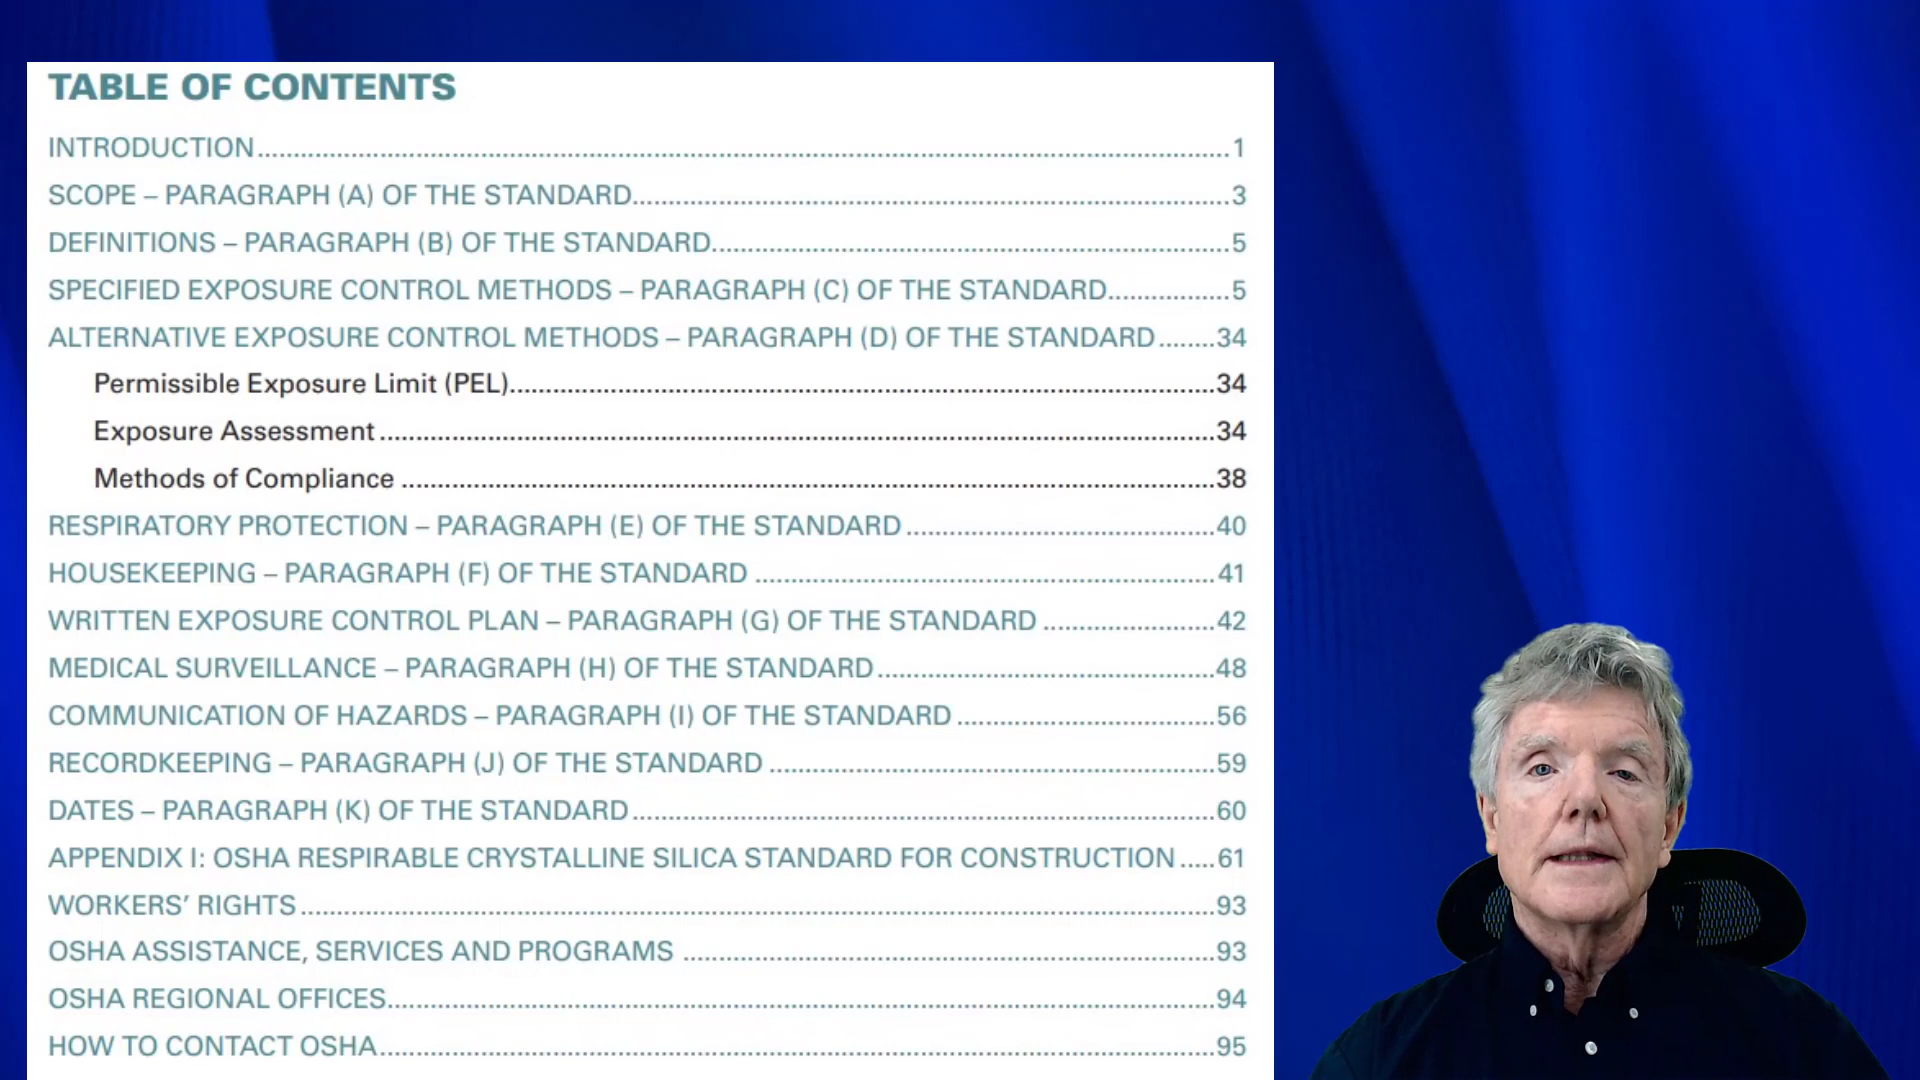 TABLE OF CONTENTS
INTRODUCTION..........1
SCOPE – PARAGRAPH (A) OF THE STANDARD..........3
DEFINITIONS – PARAGRAPH (B) OF THE STANDARD..........5
SPECIFIED EXPOSURE CONTROL METHODS – PARAGRAPH (C) OF THE STANDARD..........5
ALTERNATIVE EXPOSURE CONTROL METHODS – PARAGRAPH (D) OF THE STANDARD........34
Permissible Exposure Limit (PEL)..........34
Exposure Assessment..........34
Methods of Compliance..........38
RESPIRATORY PROTECTION – PARAGRAPH (E) OF THE STANDARD..........40
HOUSEKEEPING – PARAGRAPH (F) OF THE STANDARD..........41
WRITTEN EXPOSURE CONTROL PLAN – PARAGRAPH (G) OF THE STANDARD..........42
MEDICAL SURVEILLANCE – PARAGRAPH (H) OF THE STANDARD..........48
COMMUNICATION OF HAZARDS – PARAGRAPH (I) OF THE STANDARD..........56
RECORDKEEPING – PARAGRAPH (J) OF THE STANDARD..........59
DATES – PARAGRAPH (K) OF THE STANDARD..........60
APPENDIX I: OSHA RESPIRABLE CRYSTALLINE SILICA STANDARD FOR CONSTRUCTION.....61
WORKERS’ RIGHTS..........93
OSHA ASSISTANCE, SERVICES AND PROGRAMS..........93
OSHA REGIONAL OFFICES..........94
HOW TO CONTACT OSHA..........95